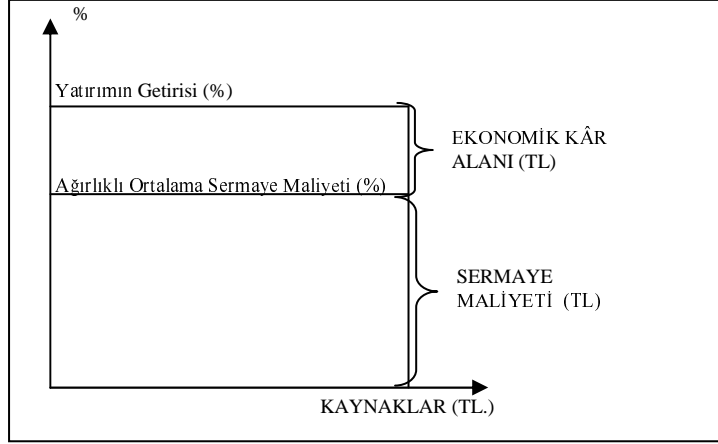 %
Yatırımın Getirisi (%)
EKONOMİK KÂR
ALANI (TL)
Ağırlıklı Ortalama Sermaye Maliyeti (%)
SERMAYE
MALİYETİ (TL)
KAYNAKLAR (TL.)